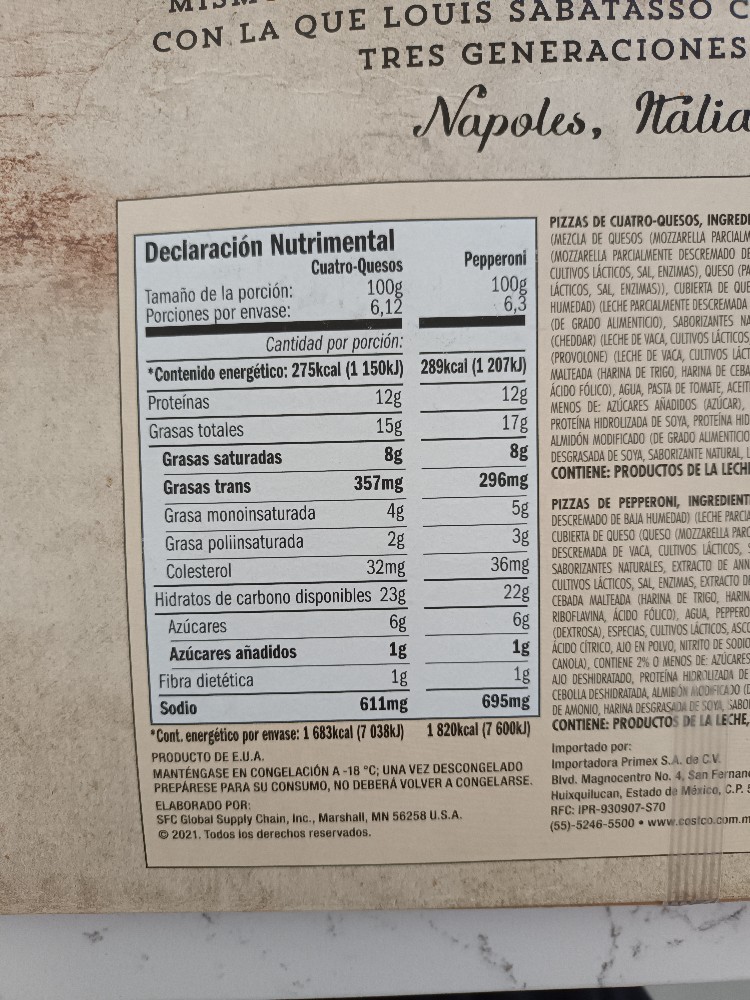 CON LA QUE LOUIS SABATASSO C
TRES GENERACIONES
Napoles, Itália
Declaración Nutrimental
Cuatro-Quesos Pepperoni
Tamaño de la porción: 100g 100g
Porciones por envase: 6,12 6,3
Cantidad por porción:
*Contenido energético: 275kcal (1 150kJ) 289kcal (1 207kJ)
Proteínas 12g 12g
Grasas totales 15g 17g
Grasas saturadas 8g 8g
Grasas trans 357mg 296mg
Grasa monoinsaturada 4g 5g
Grasa poliinsaturada 2g 3g
Colesterol 32mg 36mg
Hidratos de carbono disponibles 23g 22g
Azúcares 6g 6g
Azúcares añadidos 1g 1g
Fibra dietética 1g 1g
Sodio 611mg 695mg
*Cont. energético por envase: 1 683kcal (7 038kJ) 1 820kcal (7 600kJ)
PRODUCTO DE E.U.A.
MANTÉNGASE EN CONGELACIÓN A -18 °C; UNA VEZ DESCONGELADO
PREPÁRESE PARA SU CONSUMO, NO DEBERÁ VOLVER A CONGELARSE.
ELABORADO POR:
SFC Global Supply Chain, Inc., Marshall, MN 56258 U.S.A.
© 2021. Todos los derechos reservados.
PIZZAS DE CUATRO-QUESOS, INGREDI
(MEZCLA DE QUESOS (MOZZARELLA PARCIALM
(MOZZARELLA PARCIALMENTE DESCREMADO DE
CULTIVOS LÁCTICOS, SAL, ENZIMAS), QUESO (PA
LÁCTICOS, SAL, ENZIMAS)), CUBIERTA DE QUE
HUMEDAD) (LECHE PARCIALMENTE DESCREMADA
(DE GRADO ALIMENTICIO), SABORIZANTES NA
(CHEDDAR) (LECHE DE VACA, CULTIVOS LÁCTICOS
(PROVOLONE) (LECHE DE VACA, CULTIVOS LÁCT
MALTEADA (HARINA DE TRIGO, HARINA DE CEBA
ÁCIDO FÓLICO), AGUA, PASTA DE TOMATE, ACEIT
MENOS DE: AZÚCARES AÑADIDOS (AZÚCAR),
PROTEÍNA HIDROLIZADA DE SOYA, PROTEÍNA HID
ALMIDÓN MODIFICADO (DE GRADO ALIMENTICIO
DESGRASADA DE SOYA, SABORIZANTE NATURAL, L
CONTIENE: PRODUCTOS DE LA LECHE
PIZZAS DE PEPPERONI, INGREDIENT
DESCREMADO DE BAJA HUMEDAD) (LECHE PARCIA
CUBIERTA DE QUESO (QUESO (MOZZARELLA PARC
DESCREMADA DE VACA, CULTIVOS LÁCTICOS, S
SABORIZANTES NATURALES, EXTRACTO DE ANN
CULTIVOS LÁCTICOS, SAL, ENZIMAS, EXTRACTO DE
CEBADA MALTEADA (HARINA DE TRIGO, HARIN
RIBOFLAVINA, ÁCIDO FÓLICO), AGUA, PEPPERO
(DEXTROSA), ESPECIAS, CULTIVOS LÁCTICOS, ASCO
ÁCIDO CÍTRICO, AJO EN POLVO, NITRITO DE SODIO
CANOLA), CONTIENE 2% O MENOS DE: AZÚCARES
AJO DESHIDRATADO, PROTEÍNA HIDROLIZADA DE
CEBOLLA DESHIDRATADA, ALMIDÓN MODIFICADO (D
DE AMONIO, HARINA DESGRASADA DE SOYA, SABO
CONTIENE: PRODUCTOS DE LA LECHE,
Importado por:
Importadora Primex S.A. de C.V.
Blvd. Magnocentro No. 4, San Fernan
Huixquilucan, Estado de México, C.P. 5
RFC: IPR-930907-S70
(55)-5246-5500 • www.costco.com.m